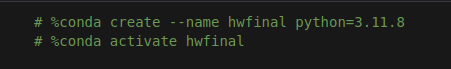 # %conda create --name hwfinal python=3.11.8
# %conda activate hwfinal